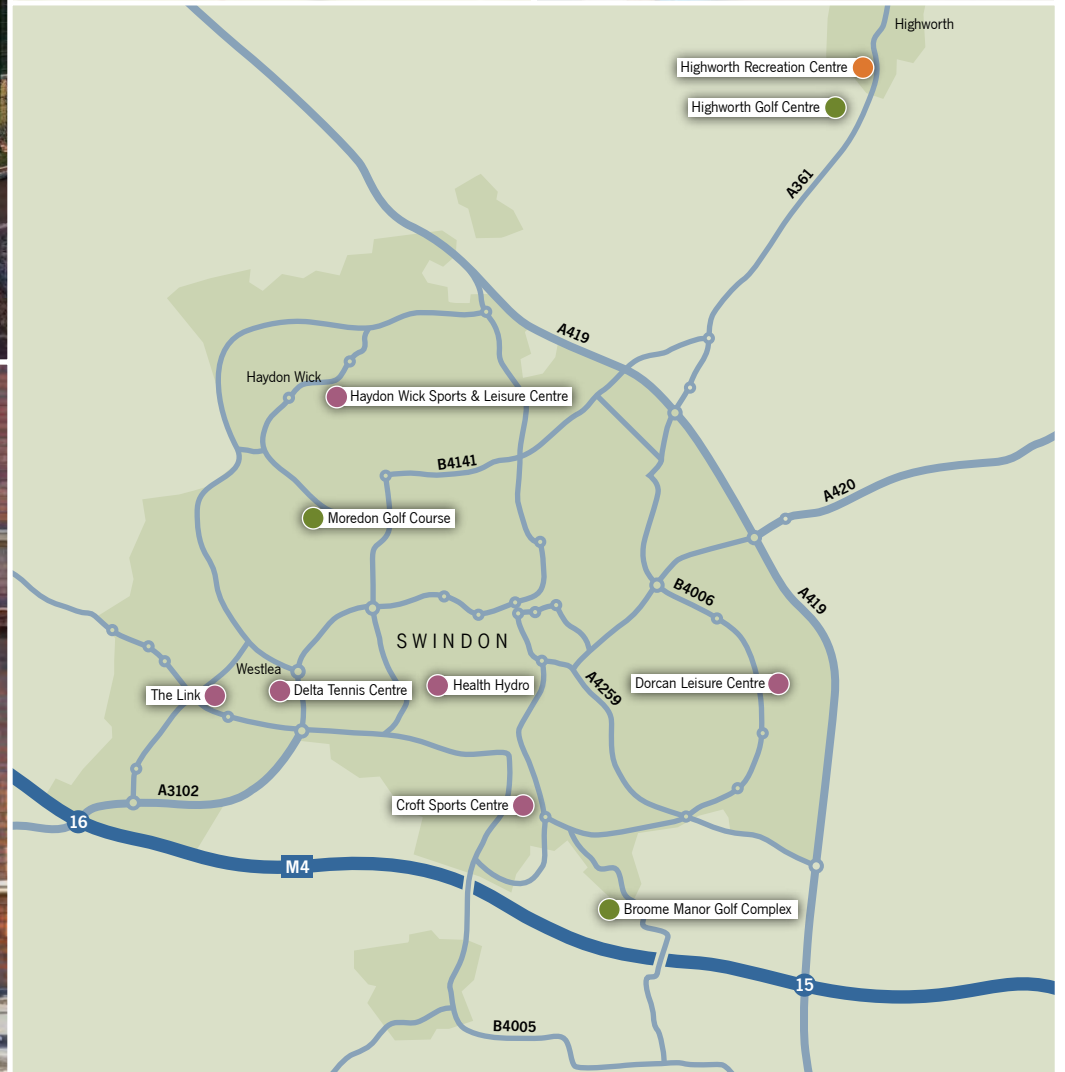 Highworth
Highworth Recreation Centre
Highworth Golf Centre
A361
A419
Haydon Wick
Haydon Wick Sports & Leisure Centre
B4141
A420
Moredon Golf Course
B4006
A419
SWINDON
Westlea
The Link
Delta Tennis Centre
Health Hydro
A4259
Dorcan Leisure Centre
A3102
Croft Sports Centre
16
M4
Broome Manor Golf Complex
15
B4005